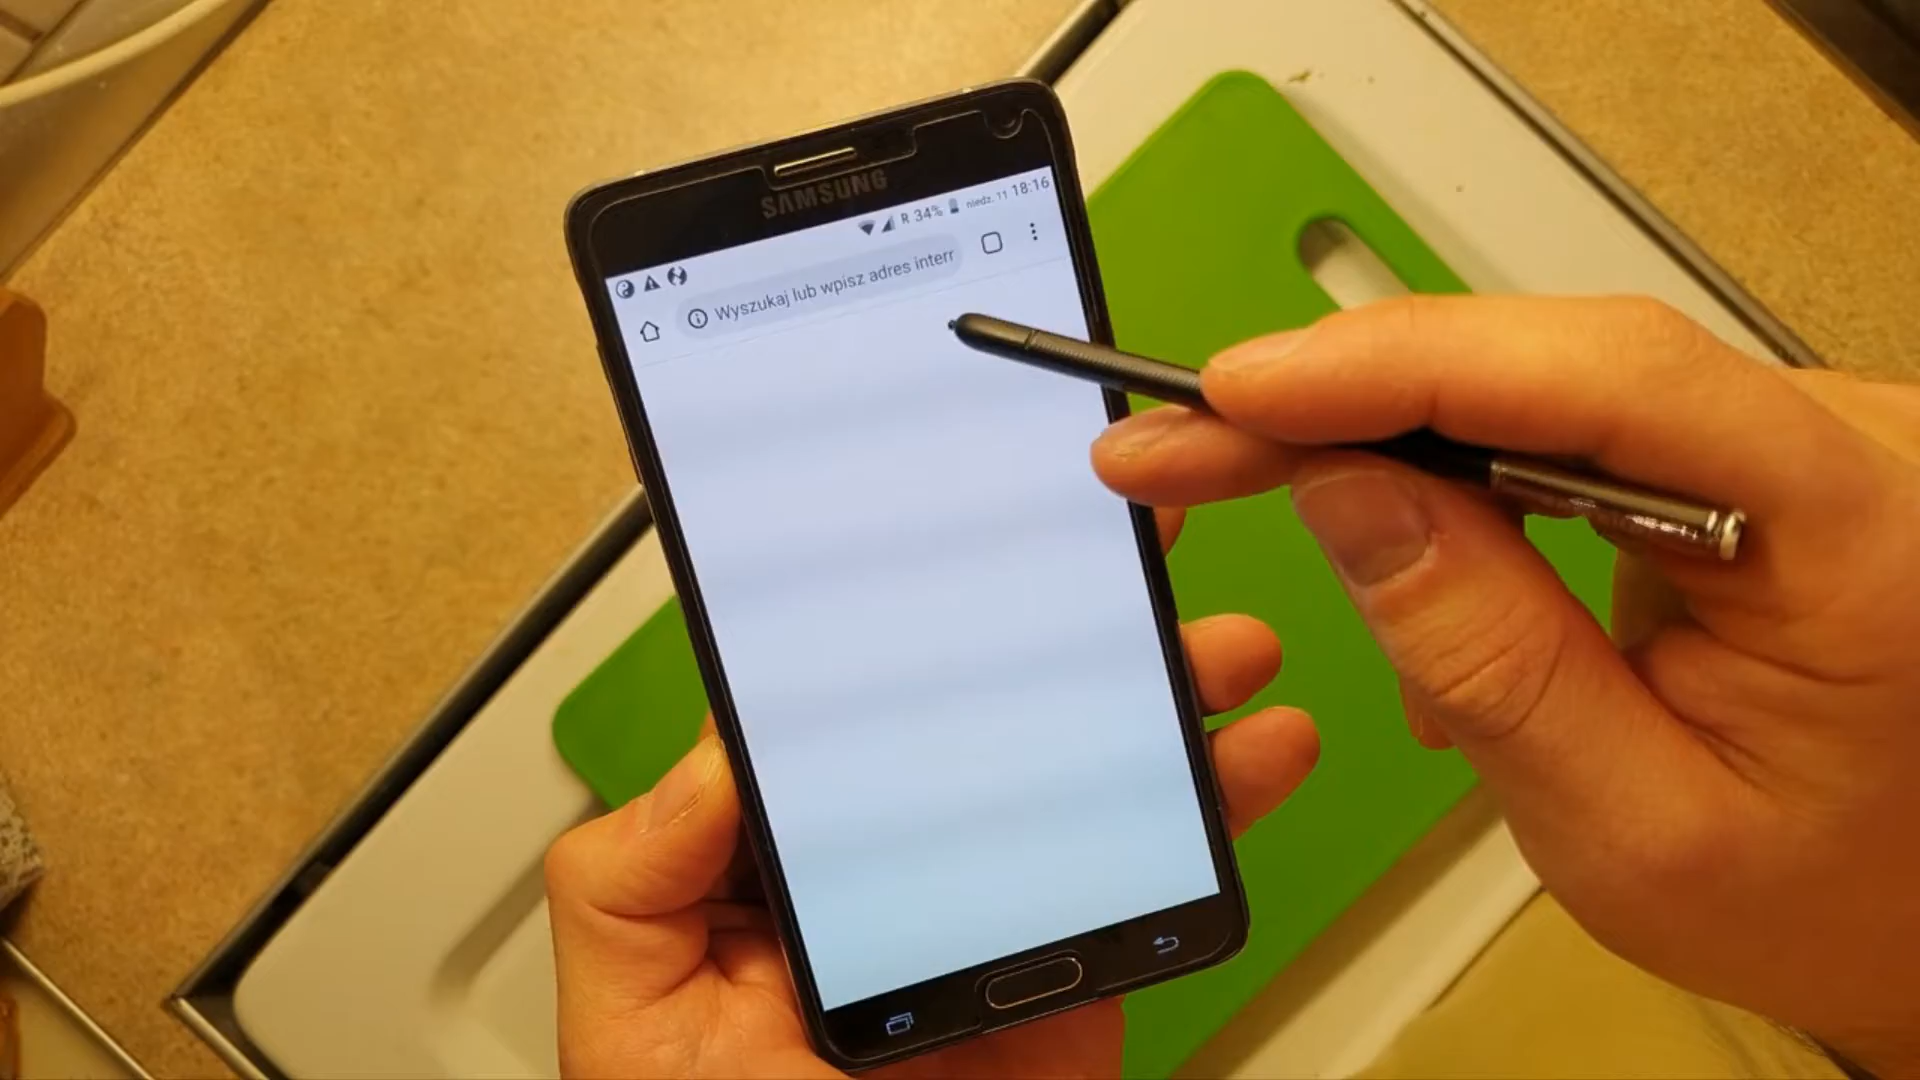 SAMSUNG
R 34% niedz. 11 18:16
Wyszukaj lub wpisz adres interr